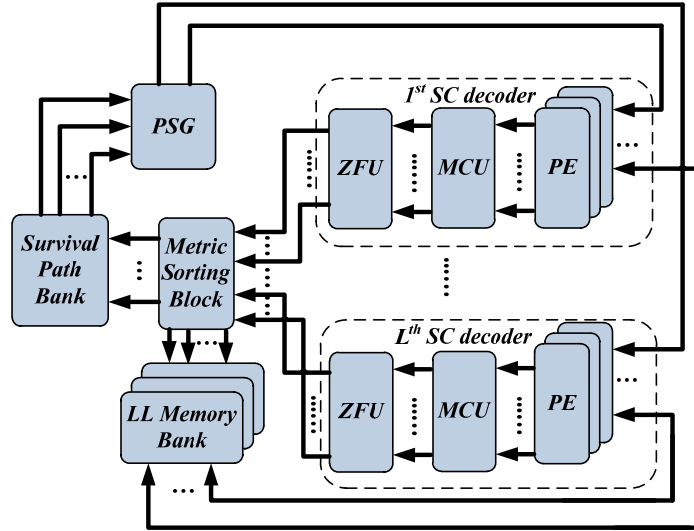 PSG
1st SC decoder
ZFU
MCU
PE
Survival
Path
Bank
Metric
Sorting
Block
Lth SC decoder
ZFU
MCU
PE
LL Memory
Bank